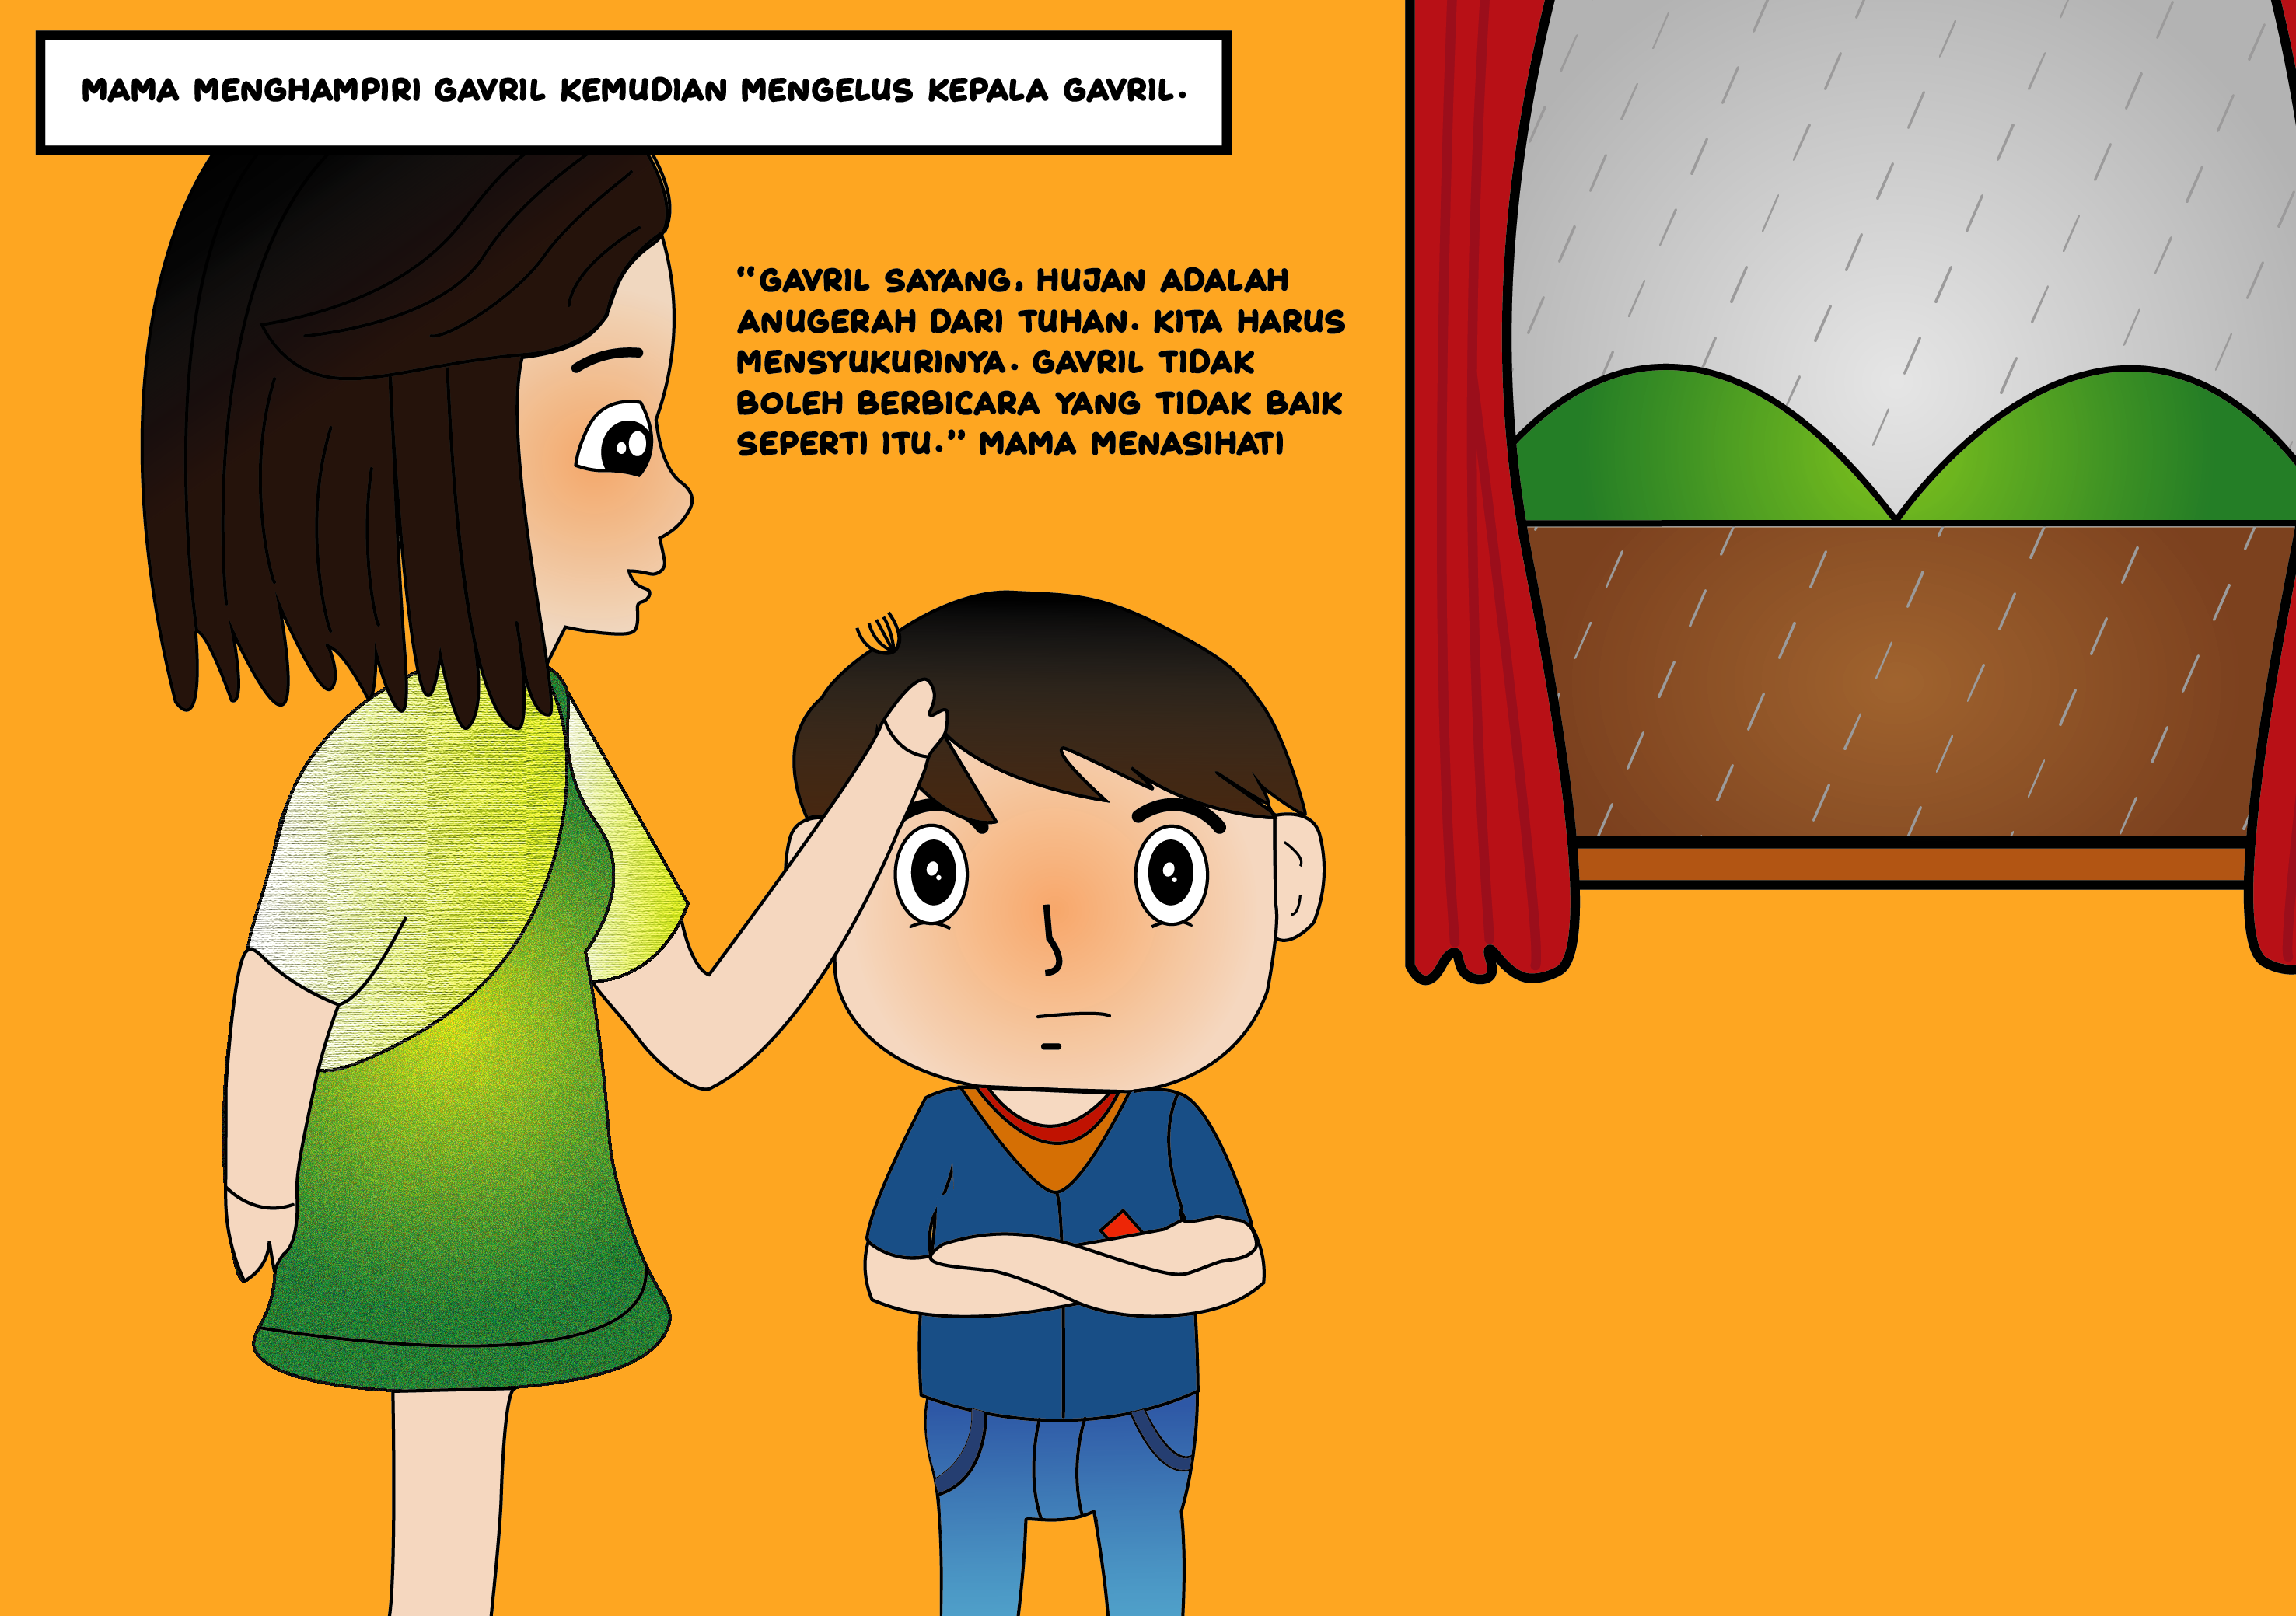 MAMA MENGHAMPIRI GAVRIL KEMUDIAN MENGELUS KEPALA GAVRIL.
“GAVRIL SAYANG, HUJAN ADALAH
ANUGERAH DARI TUHAN. KITA HARUS
MENSYUKURINYA. GAVRIL TIDAK
BOLEH BERBICARA YANG TIDAK BAIK
SEPERTI ITU.” MAMA MENASIHATI